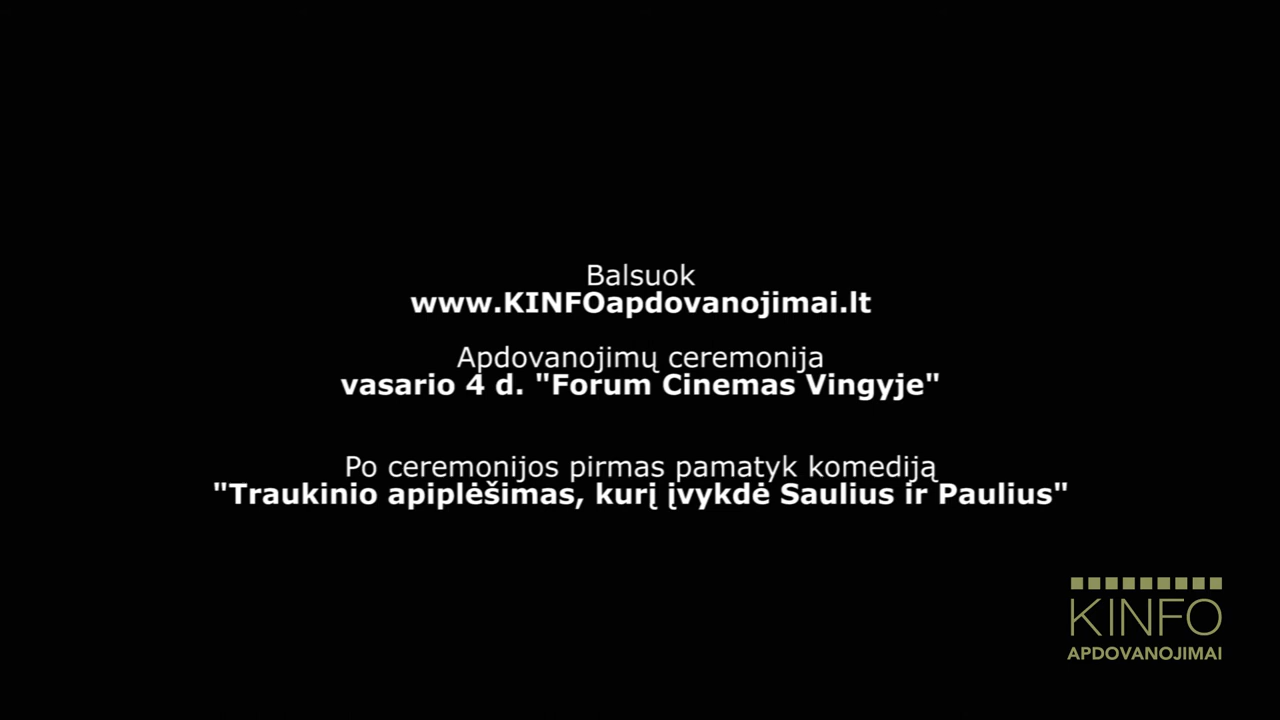 Balsuok
www.KINFOapdovanojimai.lt
Apdovanojimų ceremonija
vasario 4 d. "Forum Cinemas Vingyje"
Po ceremonijos pirmas pamatyk komediją
"Traukinio apiplėšimas, kurį įvykdė Saulius ir Paulius"
KINFO
APDOVANOJIMAI